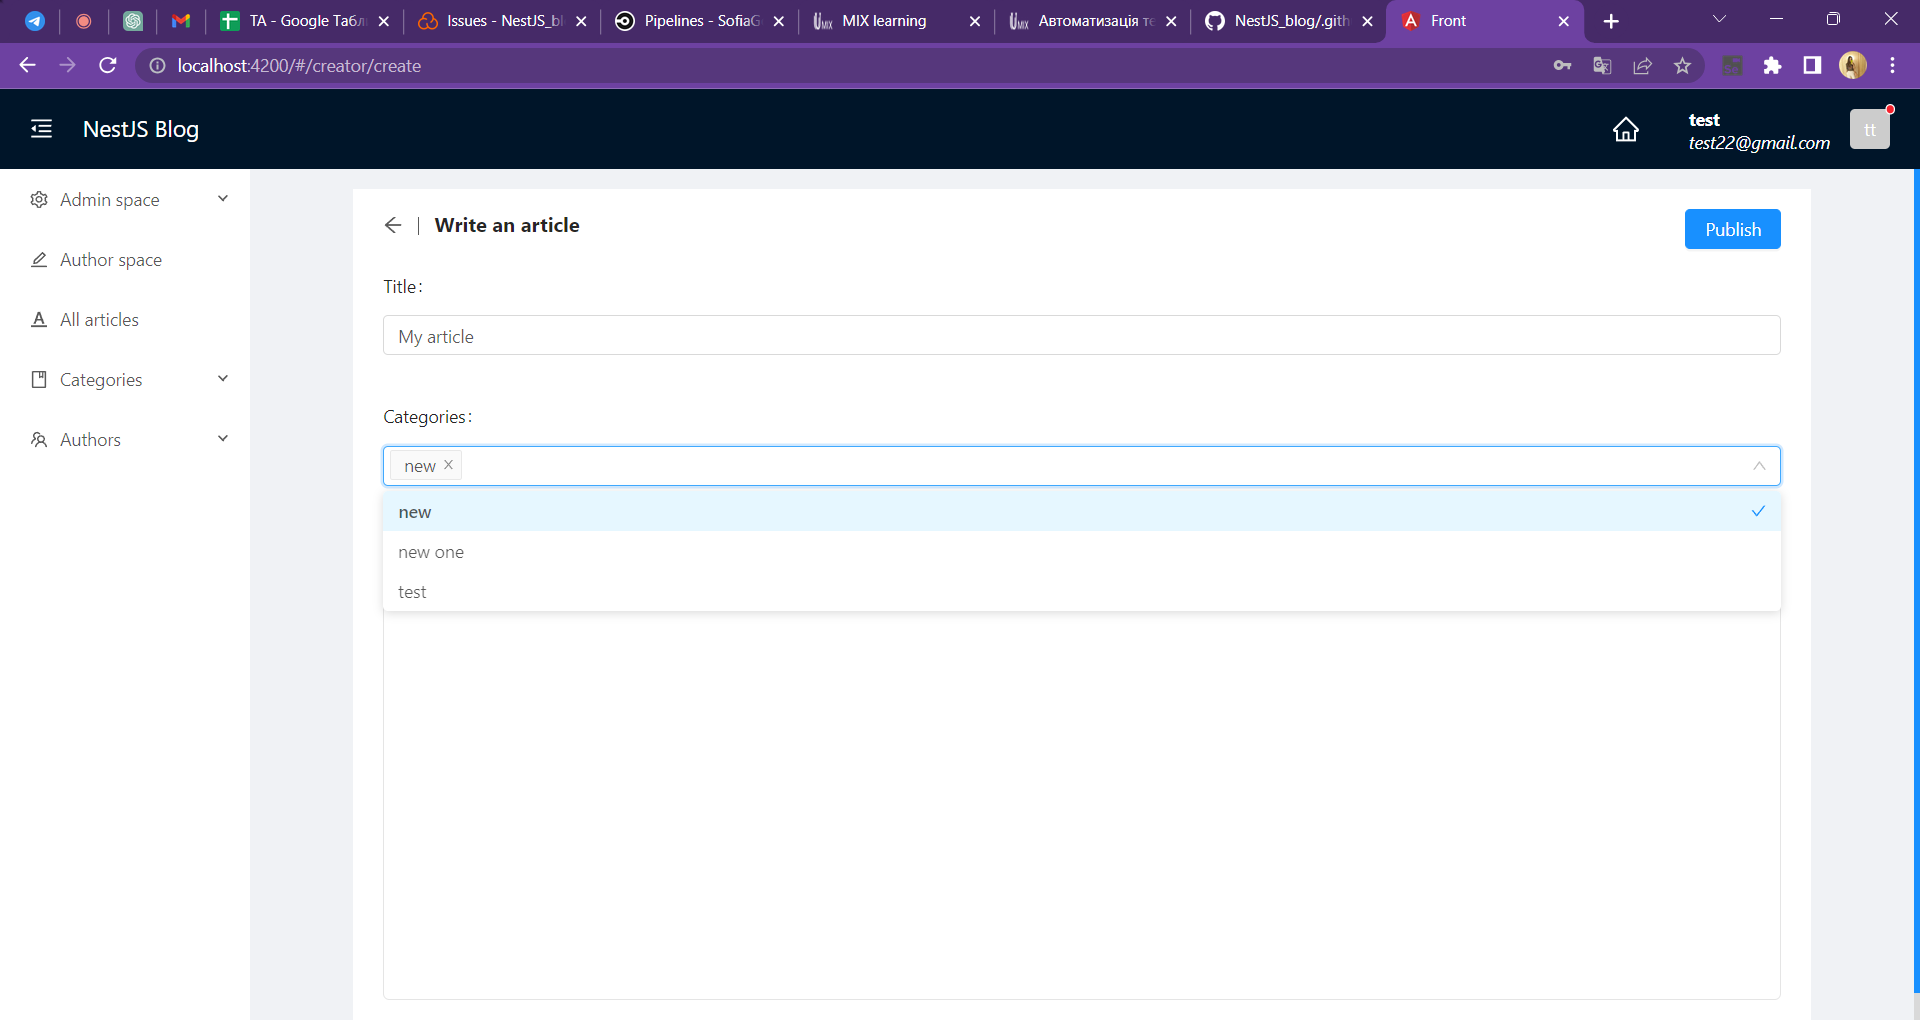 TA - Google Табл
Issues - NestJS_bl
Pipelines - SofiaG
MIX learning
Автоматизація те
NestJS_blog/.gith
Front
localhost:4200/#/creator/create
NestJS Blog
test
test22@gmail.com
tt
Admin space
Author space
All articles
Categories
Authors
Write an article
Publish
Title:
My article
Categories:
new
new
new one
test